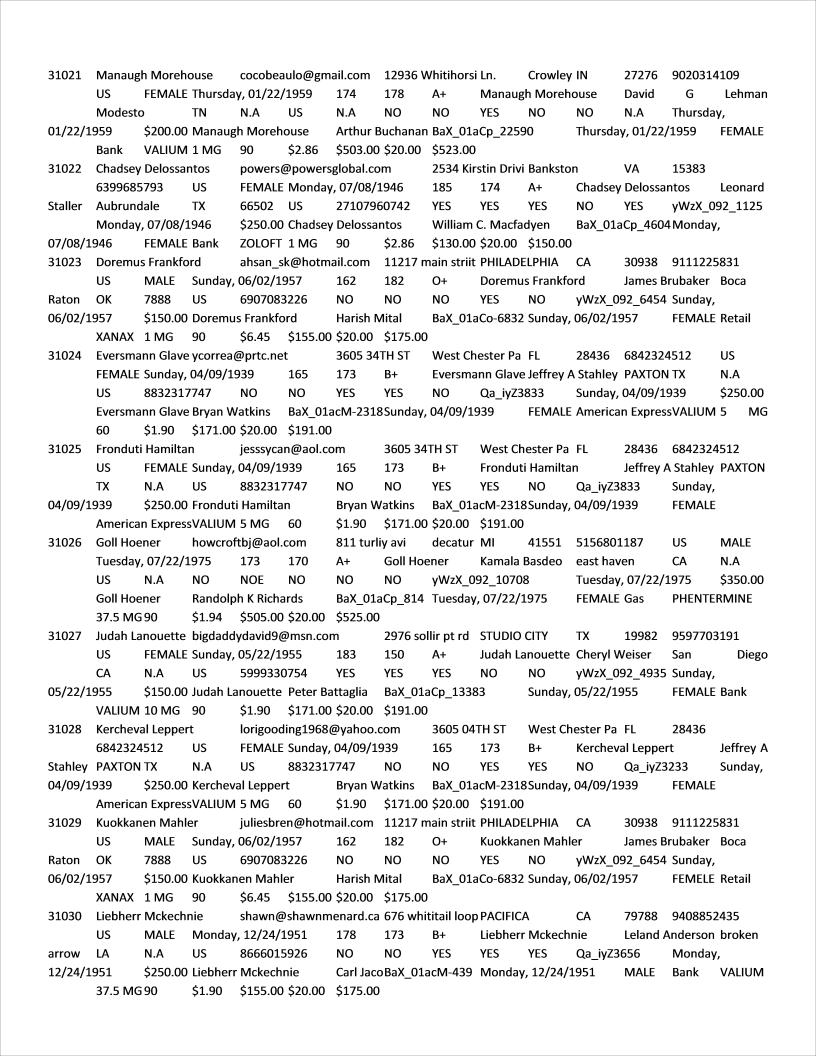 31021 Manaugh Morehouse cocobeaulo@gmail.com 12936 Whitihorsi Ln. Crowley IN 27276 9020314109
US FEMALE Thursday, 01/22/1959 174 178 A+ Manaugh Morehouse David G Lehman
Modesto TN N.A US N.A NO NO YES NO NO N.A Thursday,
01/22/1959 $200.00 Manaugh Morehouse Arthur Buchanan BaX_01aCp_22590 Thursday, 01/22/1959 FEMALE
Bank VALIUM 1 MG 90 $2.86 $503.00 $20.00 $523.00
31022 Chadsey Delossantos powers@powersglobal.com 2534 Kirstin Drivi Bankston VA 15383
6399685793 US FEMALE Monday, 07/08/1946 185 174 A+ Chadsey Delossantos Leonard
Staller Aubrundale TX 66502 US 27107960742 YES YES YES NO YES yWzX_092_1125
Monday, 07/08/1946 $250.00 Chadsey Delossantos William C. Macfadyen BaX_01aCp_4604 Monday,
07/08/1946 FEMALE Bank ZOLOFT 1 MG 90 $2.86 $130.00 $20.00 $150.00
31023 Doremus Frankford ahsan_sk@hotmail.com 11217 main striit PHILADELPHIA CA 30938 9111225831
US MALE Sunday, 06/02/1957 162 182 O+ Doremus Frankford James Brubaker Boca
Raton OK 7888 US 6907083226 NO NO NO YES NO yWzX_092_6454 Sunday,
06/02/1957 $150.00 Doremus Frankford Harish Mital BaX_01aCo-6832 Sunday, 06/02/1957 FEMALE Retail
XANAX 1 MG 90 $6.45 $155.00 $20.00 $175.00
31024 Eversmann Glave ycorrea@prtc.net 3605 34TH ST West Chester Pa FL 28436 6842324512 US
FEMALE Sunday, 04/09/1939 165 173 B+ Eversmann Glave Jeffrey A Stahley PAXTON TX N.A
US 8832317747 NO NO YES YES NO Qa_iyZ3833 Sunday, 04/09/1939 $250.00
Eversmann Glave Bryan Watkins BaX_01acM-2318 Sunday, 04/09/1939 FEMALE American Express VALIUM 5 MG
60 $1.90 $171.00 $20.00 $191.00
31025 Fronduti Hamiltan jesssycan@aol.com 3605 34TH ST West Chester Pa FL 28436 6842324512
US FEMALE Sunday, 04/09/1939 165 173 B+ Fronduti Hamiltan Jeffrey A Stahley PAXTON
TX N.A US 8832317747 NO NO YES YES NO Qa_iyZ3833 Sunday,
04/09/1939 $250.00 Fronduti Hamiltan Bryan Watkins BaX_01acM-2318 Sunday, 04/09/1939 FEMALE
American Express VALIUM 5 MG 60 $1.90 $171.00 $20.00 $191.00
31026 Goll Hoener howcroftbj@aol.com 811 turliy avi decatur MI 41551 5156801187 US MALE
Tuesday, 07/22/1975 173 170 A+ Goll Hoener Kamala Basdeo east haven CA N.A
US N.A NO NOE NO NO NO yWzX_092_10708 Tuesday, 07/22/1975 $350.00
Goll Hoener Randolph K Richards BaX_01aCp_814 Tuesday, 07/22/1975 FEMALE Gas PHENTERMINE
37.5 MG 90 $1.94 $505.00 $20.00 $525.00
31027 Judah Lanouette bigdaddydavid9@msn.com 2976 sollir pt rd STUDIO CITY TX 19982 9597703191
US FEMALE Sunday, 05/22/1955 183 150 A+ Judah Lanouette Cheryl Weiser San Diego
CA N.A US 5999330754 YES YES YES NO NO yWzX_092_4935 Sunday,
05/22/1955 $150.00 Judah Lanouette Peter Battaglia BaX_01aCp_13383 Sunday, 05/22/1955 FEMALE Bank
VALIUM 10 MG 90 $1.90 $171.00 $20.00 $191.00
31028 Kercheval Leppert lorigooding1968@yahoo.com 3605 04TH ST West Chester Pa FL 28436
6842324512 US FEMALE Sunday, 04/09/1939 165 173 B+ Kercheval Leppert Jeffrey A
Stahley PAXTON TX N.A US 8832317747 NO NO YES YES NO Qa_iyZ3233 Sunday,
04/09/1939 $250.00 Kercheval Leppert Bryan Watkins BaX_01acM-2318 Sunday, 04/09/1939 FEMALE
American Express VALIUM 5 MG 60 $1.90 $171.00 $20.00 $191.00
31029 Kuokkanen Mahler juliesbren@hotmail.com 11217 main striit PHILADELPHIA CA 30938 9111225831
US MALE Sunday, 06/02/1957 162 182 O+ Kuokkanen Mahler James Brubaker Boca
Raton OK 7888 US 6907083226 NO NO NO YES NO yWzX_092_6454 Sunday,
06/02/1957 $150.00 Kuokkanen Mahler Harish Mital BaX_01aCo-6832 Sunday, 06/02/1957 FEMELE Retail
XANAX 1 MG 90 $6.45 $155.00 $20.00 $175.00
31030 Liebherr Mckechnie shawn@shawnmenard.ca 676 whititail loop PACIFICA CA 79788 9408852435
US MALE Monday, 12/24/1951 178 173 B+ Liebherr Mckechnie Leland Anderson broken
arrow LA N.A US 8666015926 NO NO YES YES YES Qa_iyZ3656 Monday,
12/24/1951 $250.00 Liebherr Mckechnie Carl Jaco BaX_01acM-439 Monday, 12/24/1951 MALE Bank VALIUM
37.5 MG 90 $1.90 $155.00 $20.00 $175.00